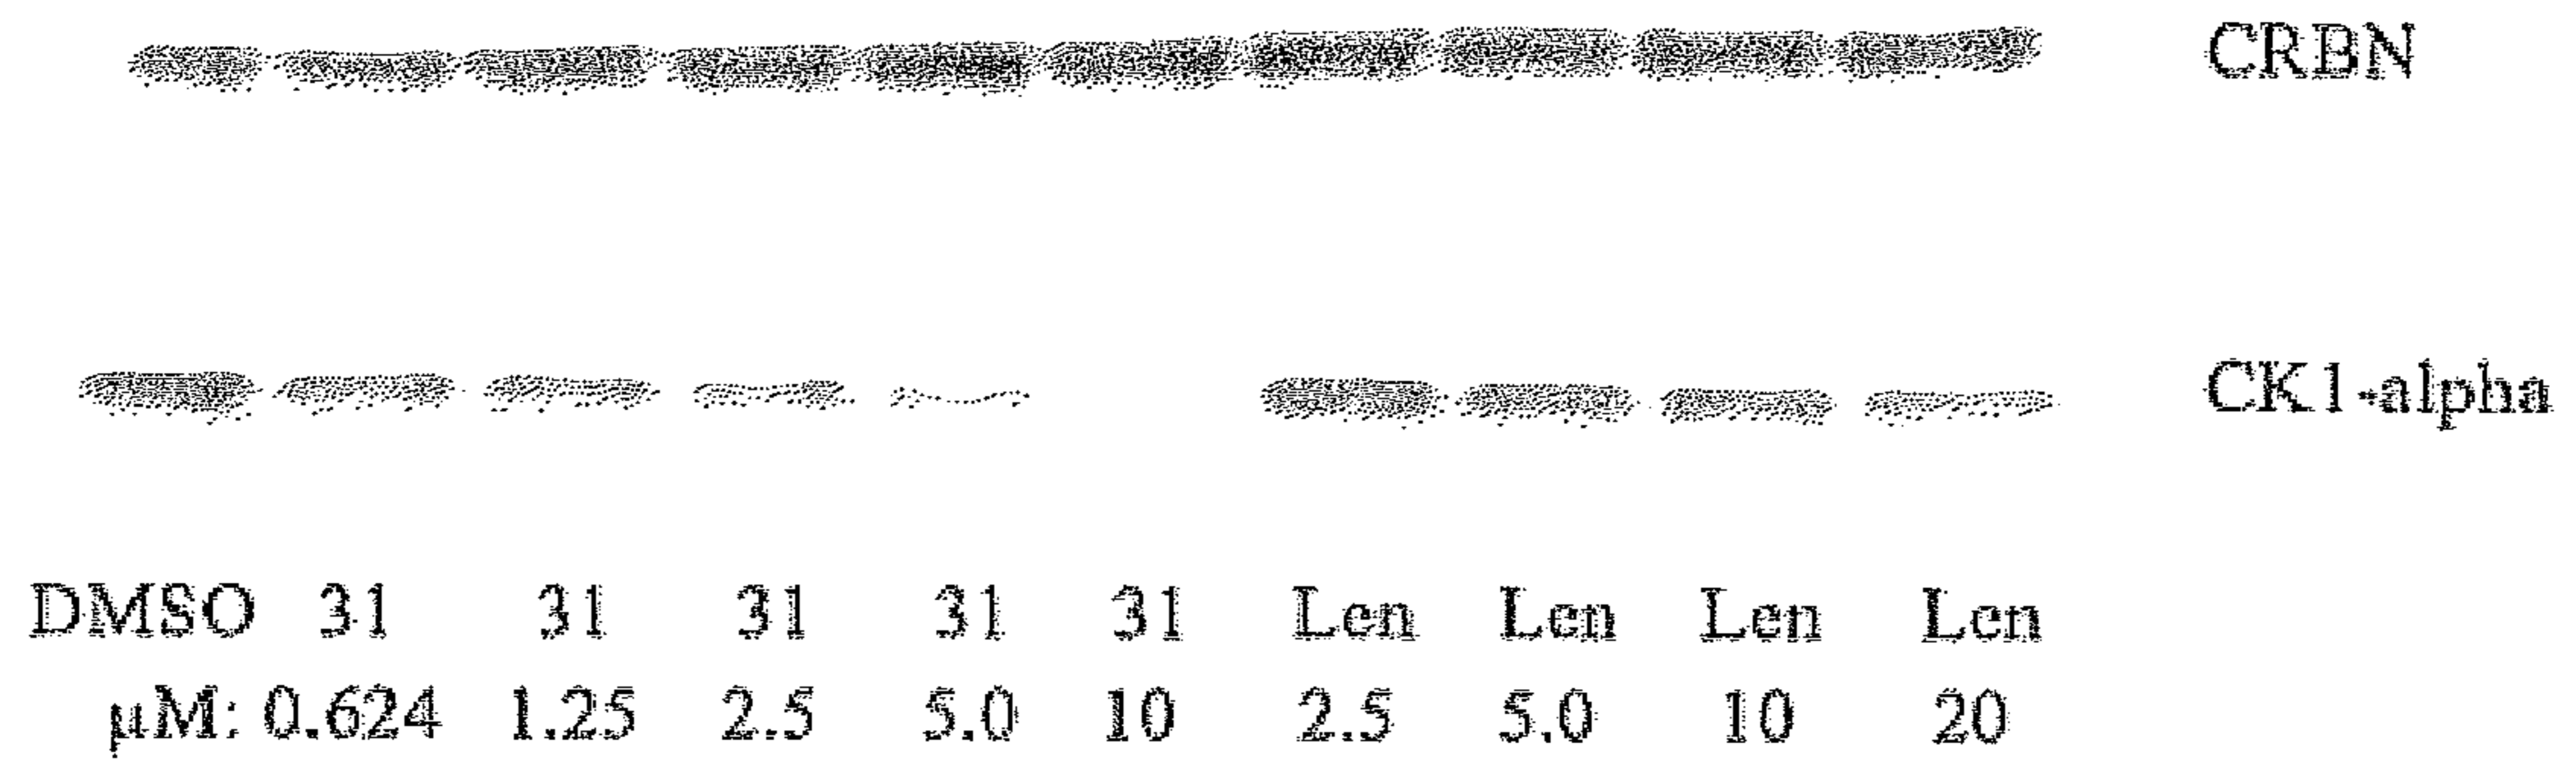 CRBN
CK1-alpha
DMSO 31 31 31 31 31 Len Len Len Len
μM: 0.624 1.25 2.5 5.0 10 2.5 5.0 10 20